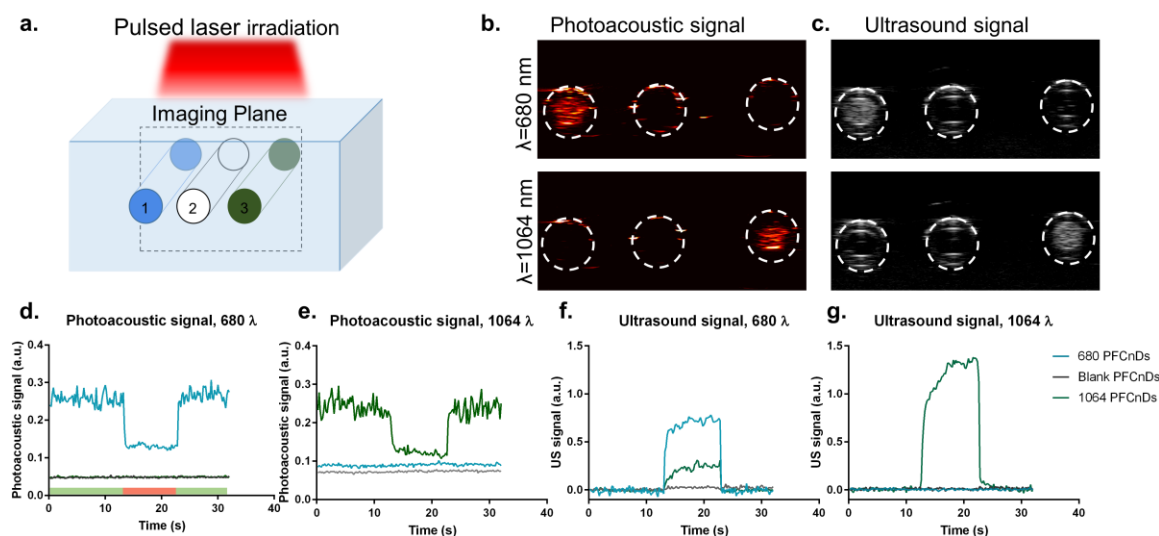 a.
Pulsed laser irradiation
Imaging Plane
1 2 3
b.
Photoacoustic signal
c.
Ultrasound signal
λ=680 nm
λ=1064 nm
d.
Photoacoustic signal, 680 λ
Photoacoustic signal (a.u.)
0.4
0.3
0.2
0.1
0.0
0 10 20 30 40
Time (s)
e.
Photoacoustic signal, 1064 λ
Photoacoustic signal (a.u.)
0.4
0.3
0.2
0.1
0.0
0 10 20 30 40
Time (s)
f.
Ultrasound signal, 680 λ
US signal (a.u.)
1.5
1.0
0.5
0.0
0 10 20 30 40
Time (s)
g.
Ultrasound signal, 1064 λ
US signal (a.u.)
1.5
1.0
0.5
0.0
0 10 20 30 40
Time (s)
680 PFCnDs
Blank PFCnDs
1064 PFCnDs